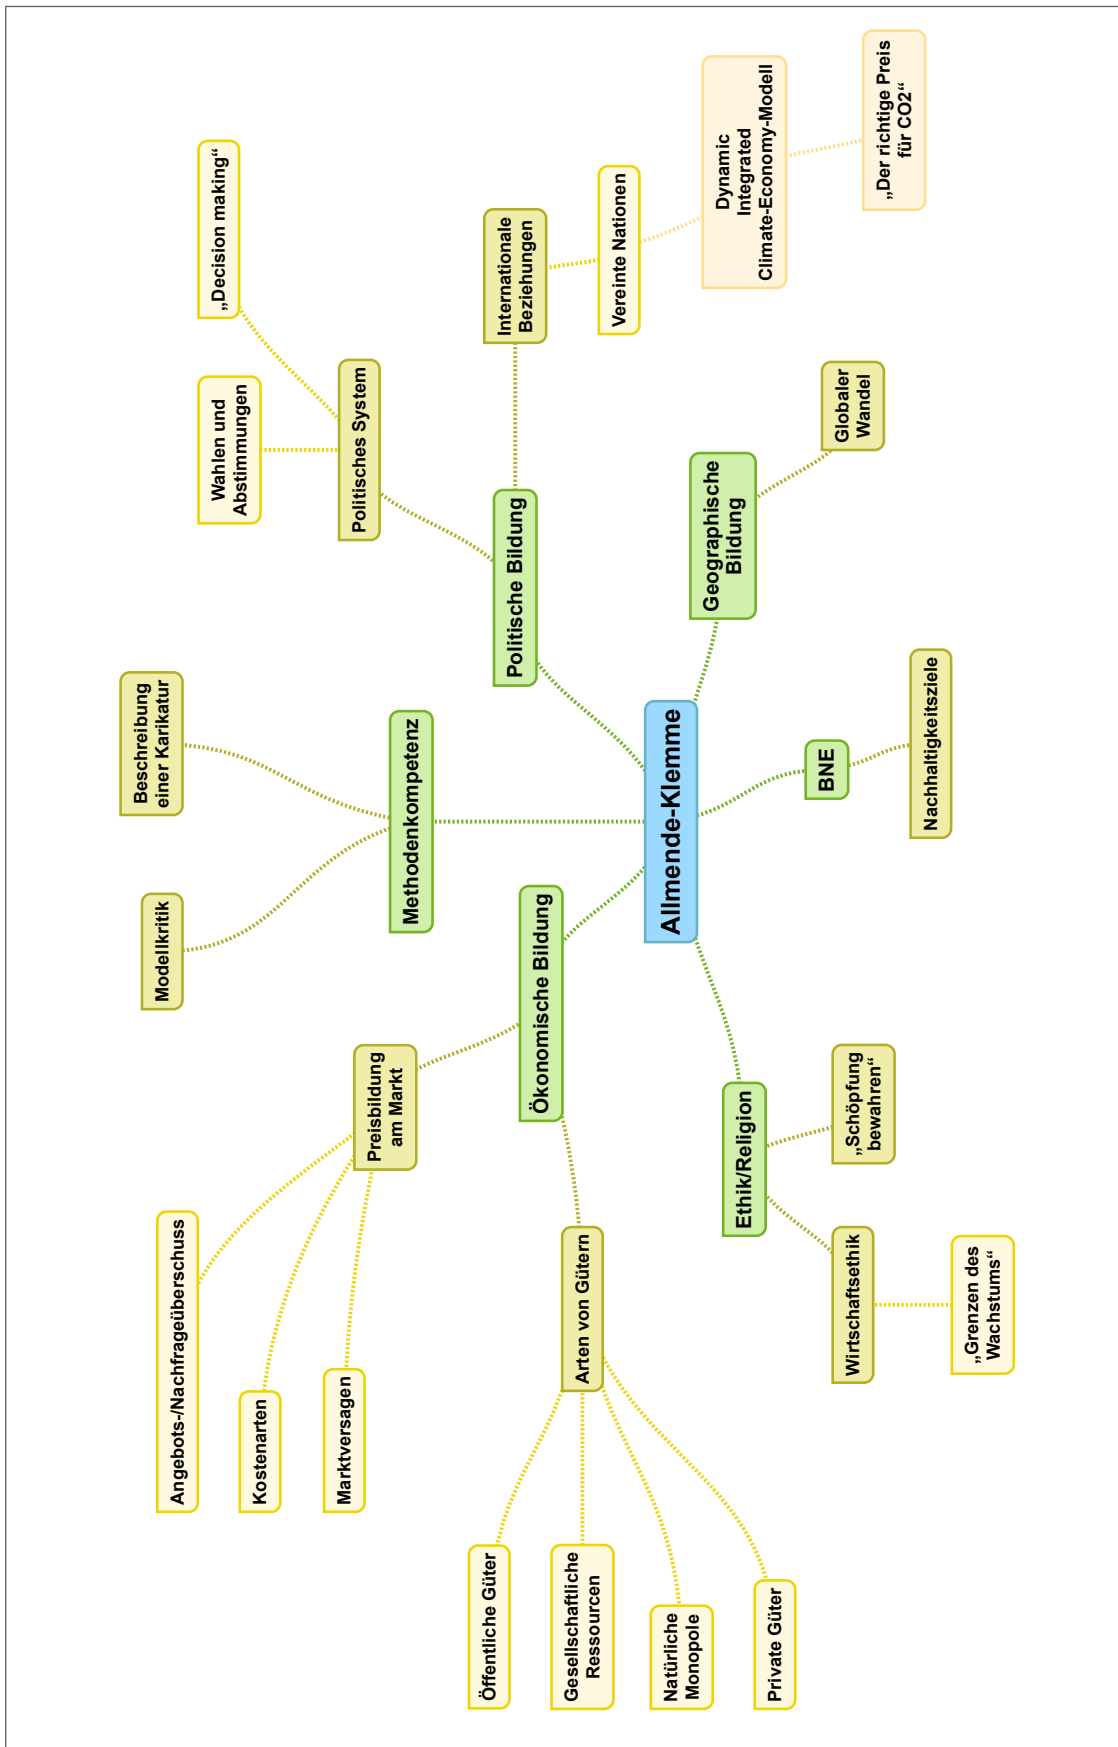 Angebots-/Nachfrageüberschuss
Kostenarten
Marktversagen
Preisbildung
am Markt
Modellkritik
Beschreibung
einer Karikatur
Methodenkompetenz
Wahlen und
Abstimmungen
„Decision making“
Politisches System
Öffentliche Güter
Gesellschaftliche
Ressourcen
Natürliche
Monopole
Private Güter
Arten von Gütern
Ökonomische Bildung
Politische Bildung
Internationale
Beziehungen
Vereinte Nationen
Dynamic
Integrated
Climate-Economy-Modell
„Der richtige Preis
für CO2“
Allmende-Klemme
Ethik/Religion
Wirtschaftsethik
„Schöpfung
bewahren“
„Grenzen des
Wachstums“
BNE
Nachhaltigkeitsziele
Geographische
Bildung
Globaler
Wandel